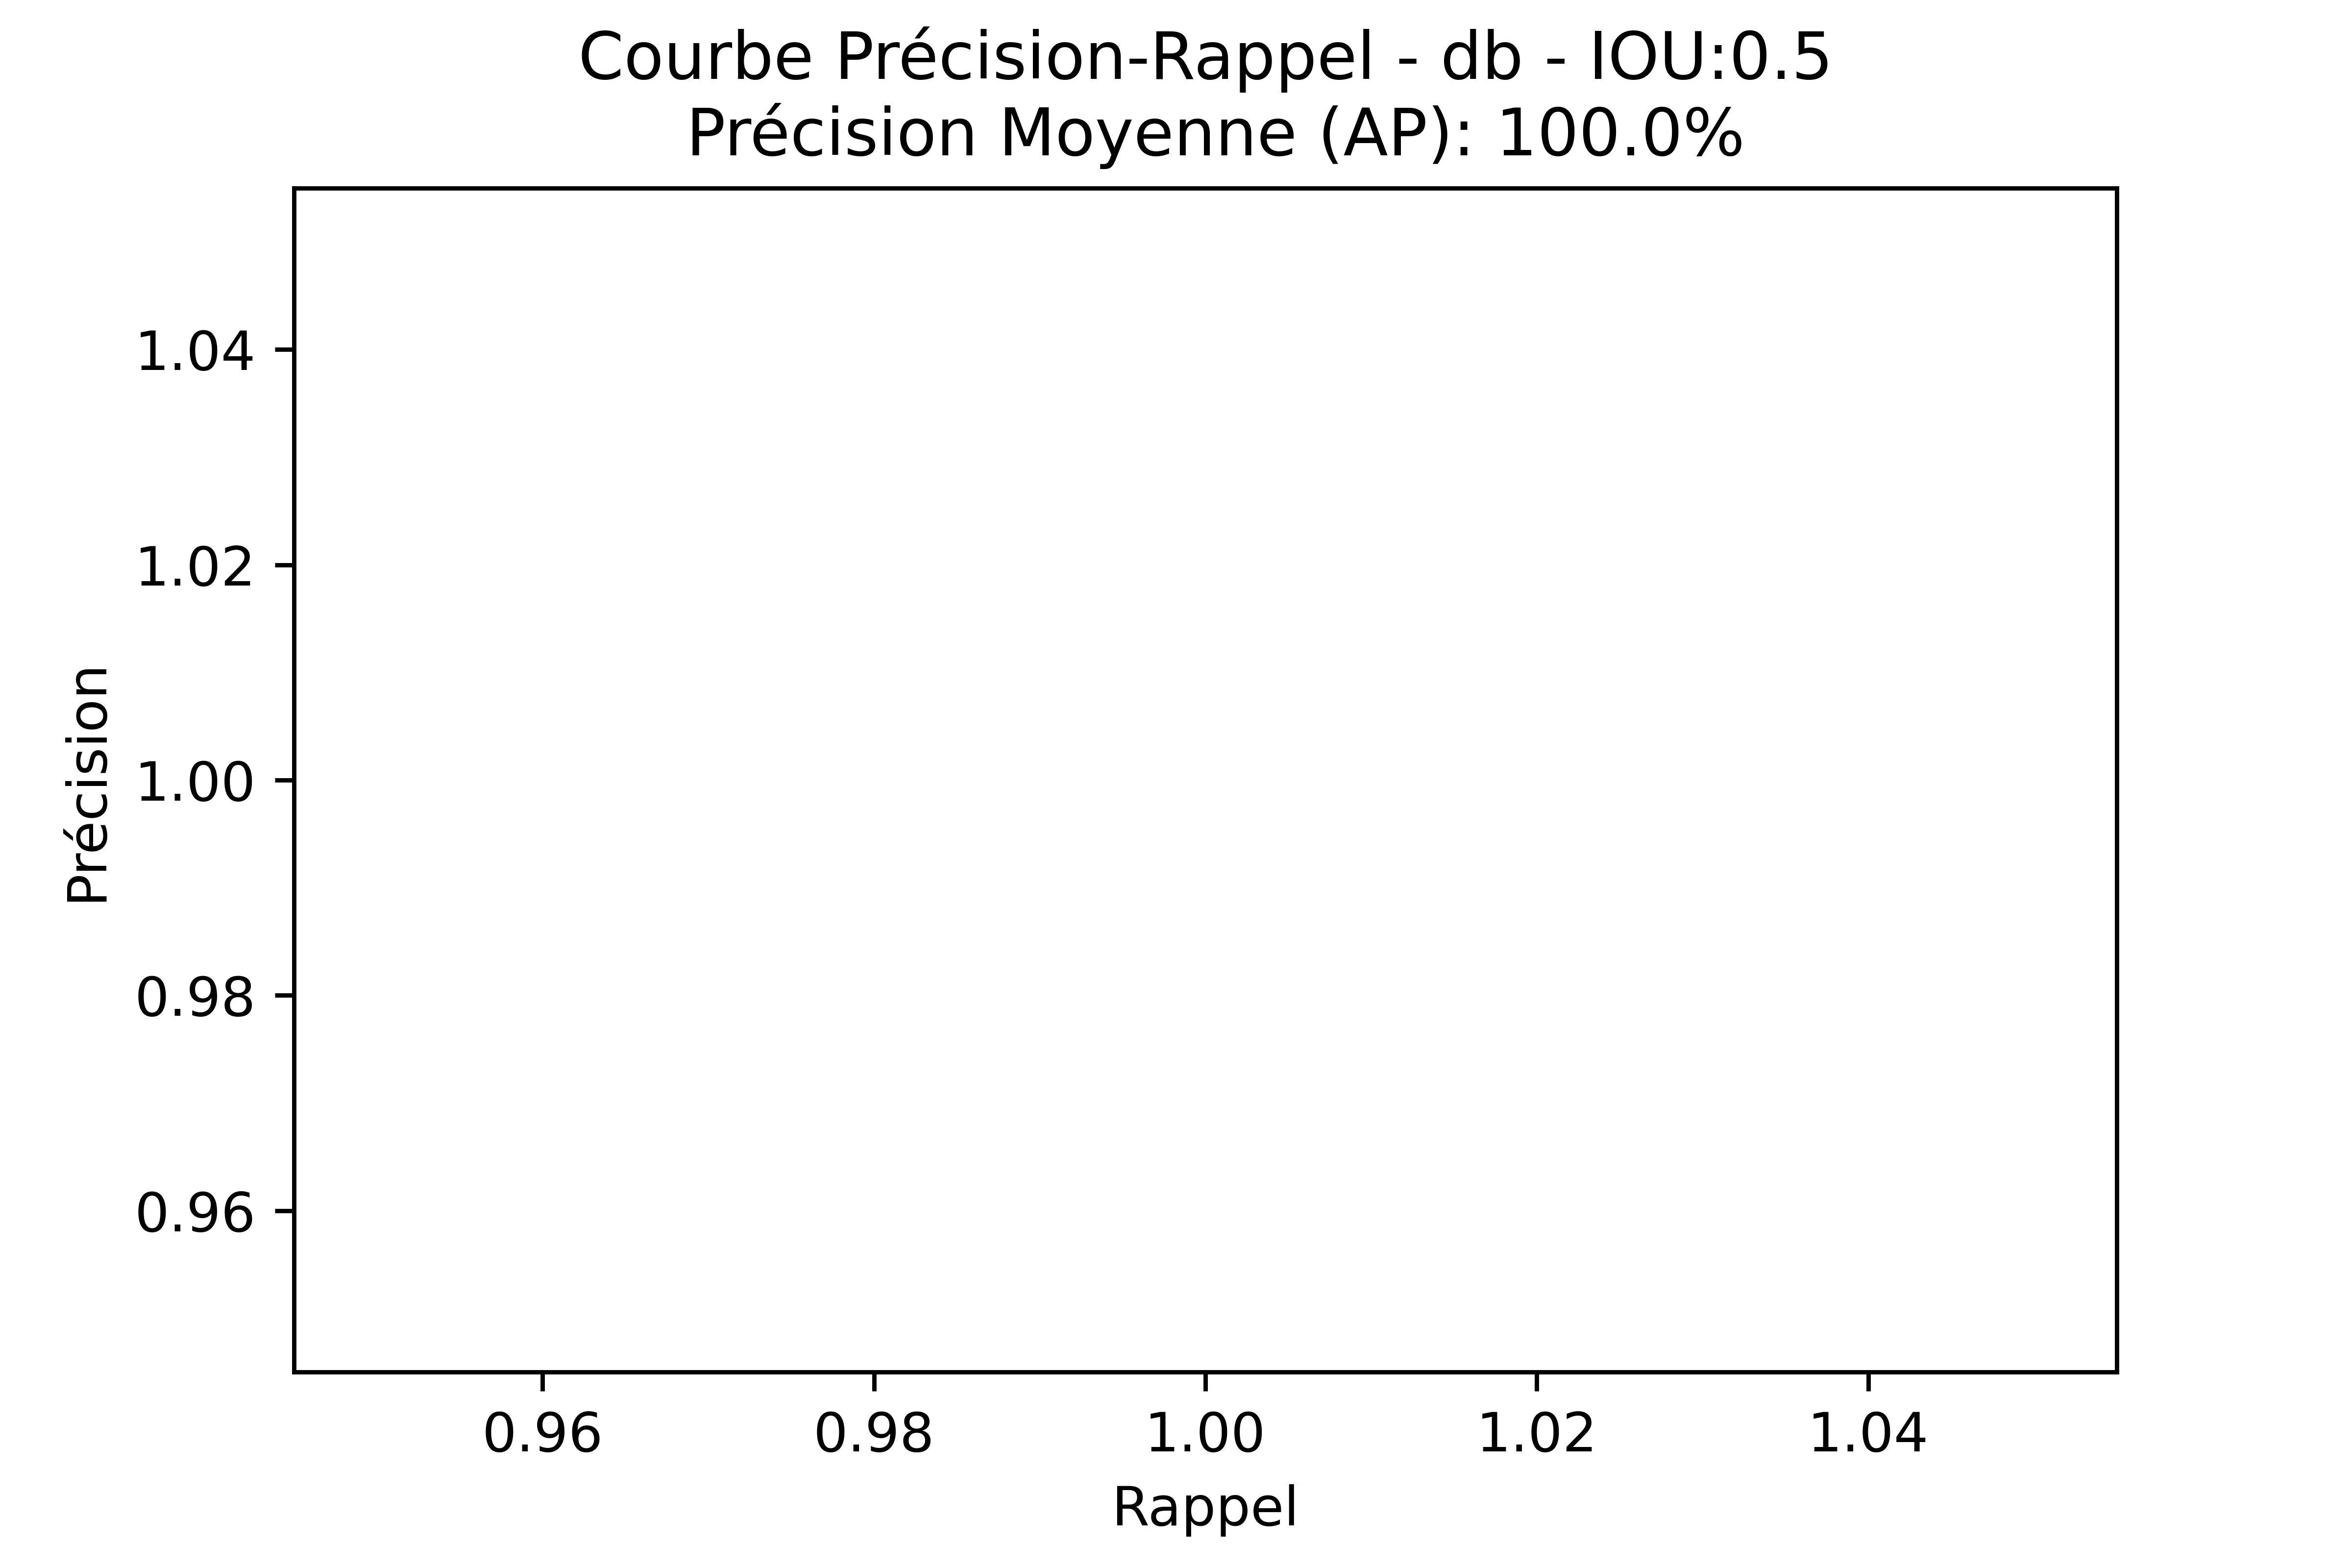 Courbe Précision-Rappel - db - IOU:0.5
Précision Moyenne (AP): 100.0%
1.04
1.02
1.00
0.98
0.96
Précision
0.96 0.98 1.00 1.02 1.04
Rappel